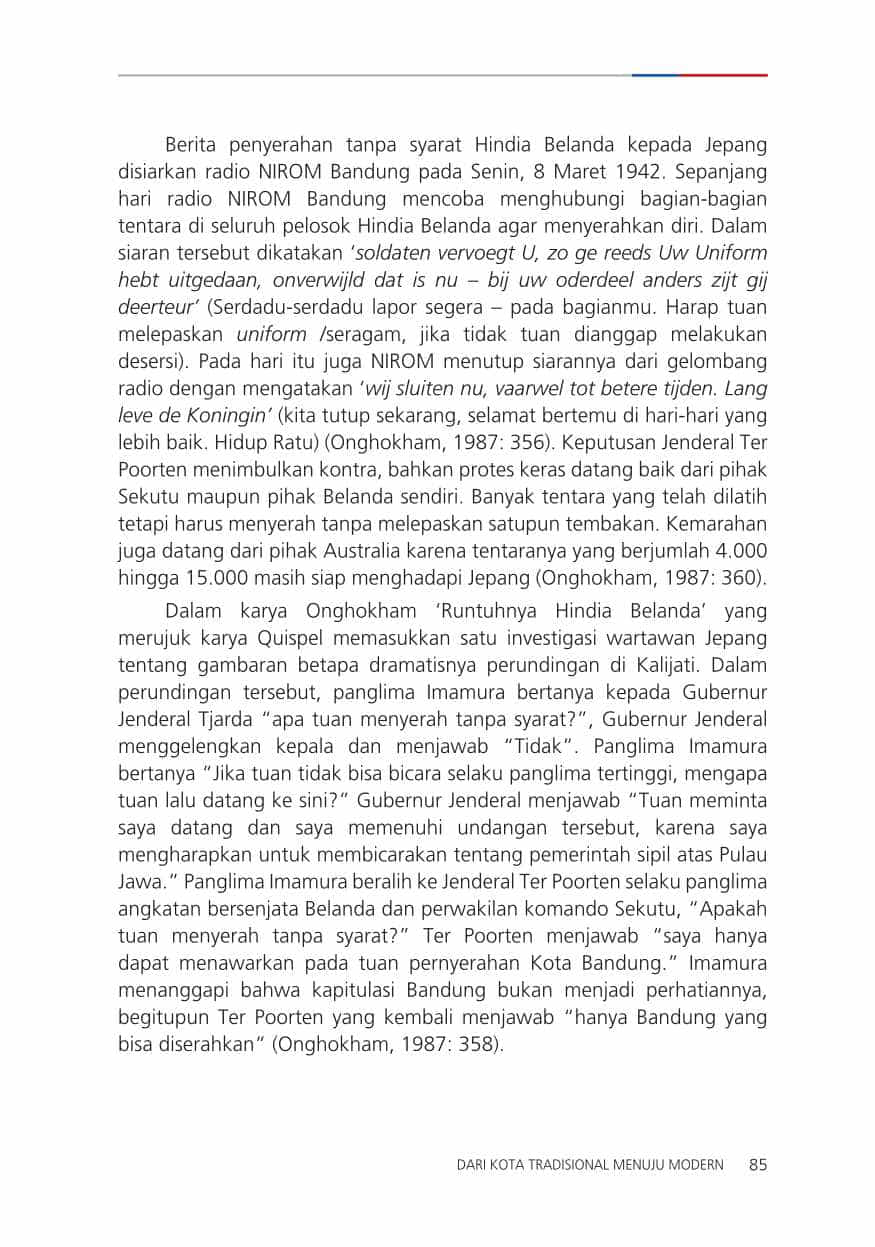 Berita penyerahan tanpa syarat Hindia Belanda kepada Jepang
disiarkan radio NIROM Bandung pada Senin, 8 Maret 1942. Sepanjang
hari radio NIROM Bandung mencoba menghubungi bagian-bagian
tentara di seluruh pelosok Hindia Belanda agar menyerahkan diri. Dalam
siaran tersebut dikatakan ‘soldaten vervoegt U, zo ge reeds Uw Uniform
hebt uitgedaan, onverwijld dat is nu – bij uw oderdeel anders zijt gij
deerteur’ (Serdadu-serdadu lapor segera – pada bagianmu. Harap tuan
melepaskan uniform /seragam, jika tidak tuan dianggap melakukan
desersi). Pada hari itu juga NIROM menutup siarannya dari gelombang
radio dengan mengatakan ‘wij sluiten nu, vaarwel tot betere tijden. Lang
leve de Koningin’ (kita tutup sekarang, selamat bertemu di hari-hari yang
lebih baik. Hidup Ratu) (Onghokham, 1987: 356). Keputusan Jenderal Ter
Poorten menimbulkan kontra, bahkan protes keras datang baik dari pihak
Sekutu maupun pihak Belanda sendiri. Banyak tentara yang telah dilatih
tetapi harus menyerah tanpa melepaskan satupun tembakan. Kemarahan
juga datang dari pihak Australia karena tentaranya yang berjumlah 4.000
hingga 15.000 masih siap menghadapi Jepang (Onghokham, 1987: 360).
Dalam karya Onghokham ‘Runtuhnya Hindia Belanda’ yang
merujuk karya Quispel memasukkan satu investigasi wartawan Jepang
tentang gambaran betapa dramatisnya perundingan di Kalijati. Dalam
perundingan tersebut, panglima Imamura bertanya kepada Gubernur
Jenderal Tjarda “apa tuan menyerah tanpa syarat?”, Gubernur Jenderal
menggelengkan kepala dan menjawab “Tidak“. Panglima Imamura
bertanya “Jika tuan tidak bisa bicara selaku panglima tertinggi, mengapa
tuan lalu datang ke sini?” Gubernur Jenderal menjawab “Tuan meminta
saya datang dan saya memenuhi undangan tersebut, karena saya
mengharapkan untuk membicarakan tentang pemerintah sipil atas Pulau
Jawa.” Panglima Imamura beralih ke Jenderal Ter Poorten selaku panglima
angkatan bersenjata Belanda dan perwakilan komando Sekutu, “Apakah
tuan menyerah tanpa syarat?” Ter Poorten menjawab “saya hanya
dapat menawarkan pada tuan pernyerahan Kota Bandung.” Imamura
menanggapi bahwa kapitulasi Bandung bukan menjadi perhatiannya,
begitupun Ter Poorten yang kembali menjawab “hanya Bandung yang
bisa diserahkan” (Onghokham, 1987: 358).
DARI KOTA TRADISIONAL MENUJU MODERN 85